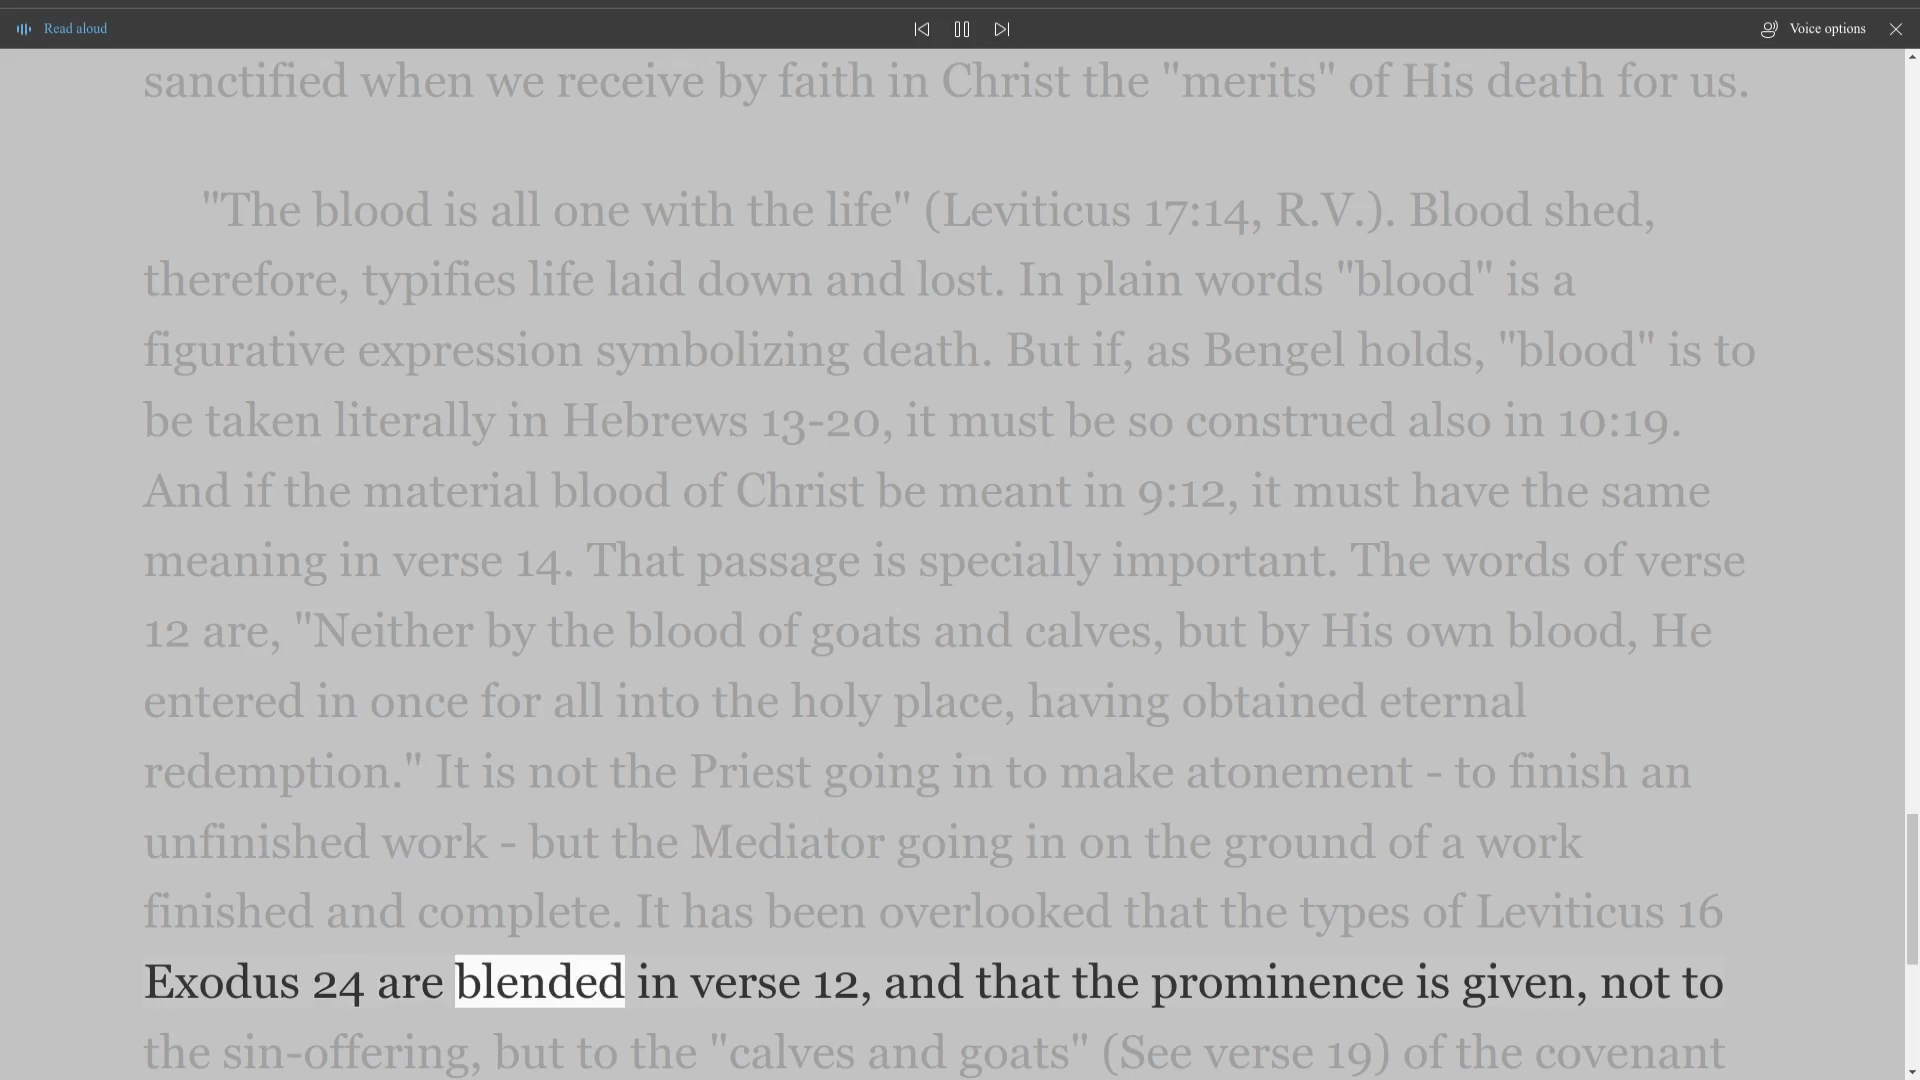 Read aloud
Voice options
sanctified when we receive by faith in Christ the "merits" of His death for us.
"The blood is all one with the life" (Leviticus 17:14, R.V.). Blood shed,
therefore, typifies life laid down and lost. In plain words "blood" is a
figurative expression symbolizing death. But if, as Bengel holds, "blood" is to
be taken literally in Hebrews 13-20, it must be so construed also in 10:19.
And if the material blood of Christ be meant in 9:12, it must have the same
meaning in verse 14. That passage is specially important. The words of verse
12 are, "Neither by the blood of goats and calves, but by His own blood, He
entered in once for all into the holy place, having obtained eternal
redemption." It is not the Priest going in to make atonement - to finish an
unfinished work - but the Mediator going in on the ground of a work
finished and complete. It has been overlooked that the types of Leviticus 16
Exodus 24 are blended in verse 12, and that the prominence is given, not to
the sin-offering, but to the "calves and goats" (See verse 19) of the covenant